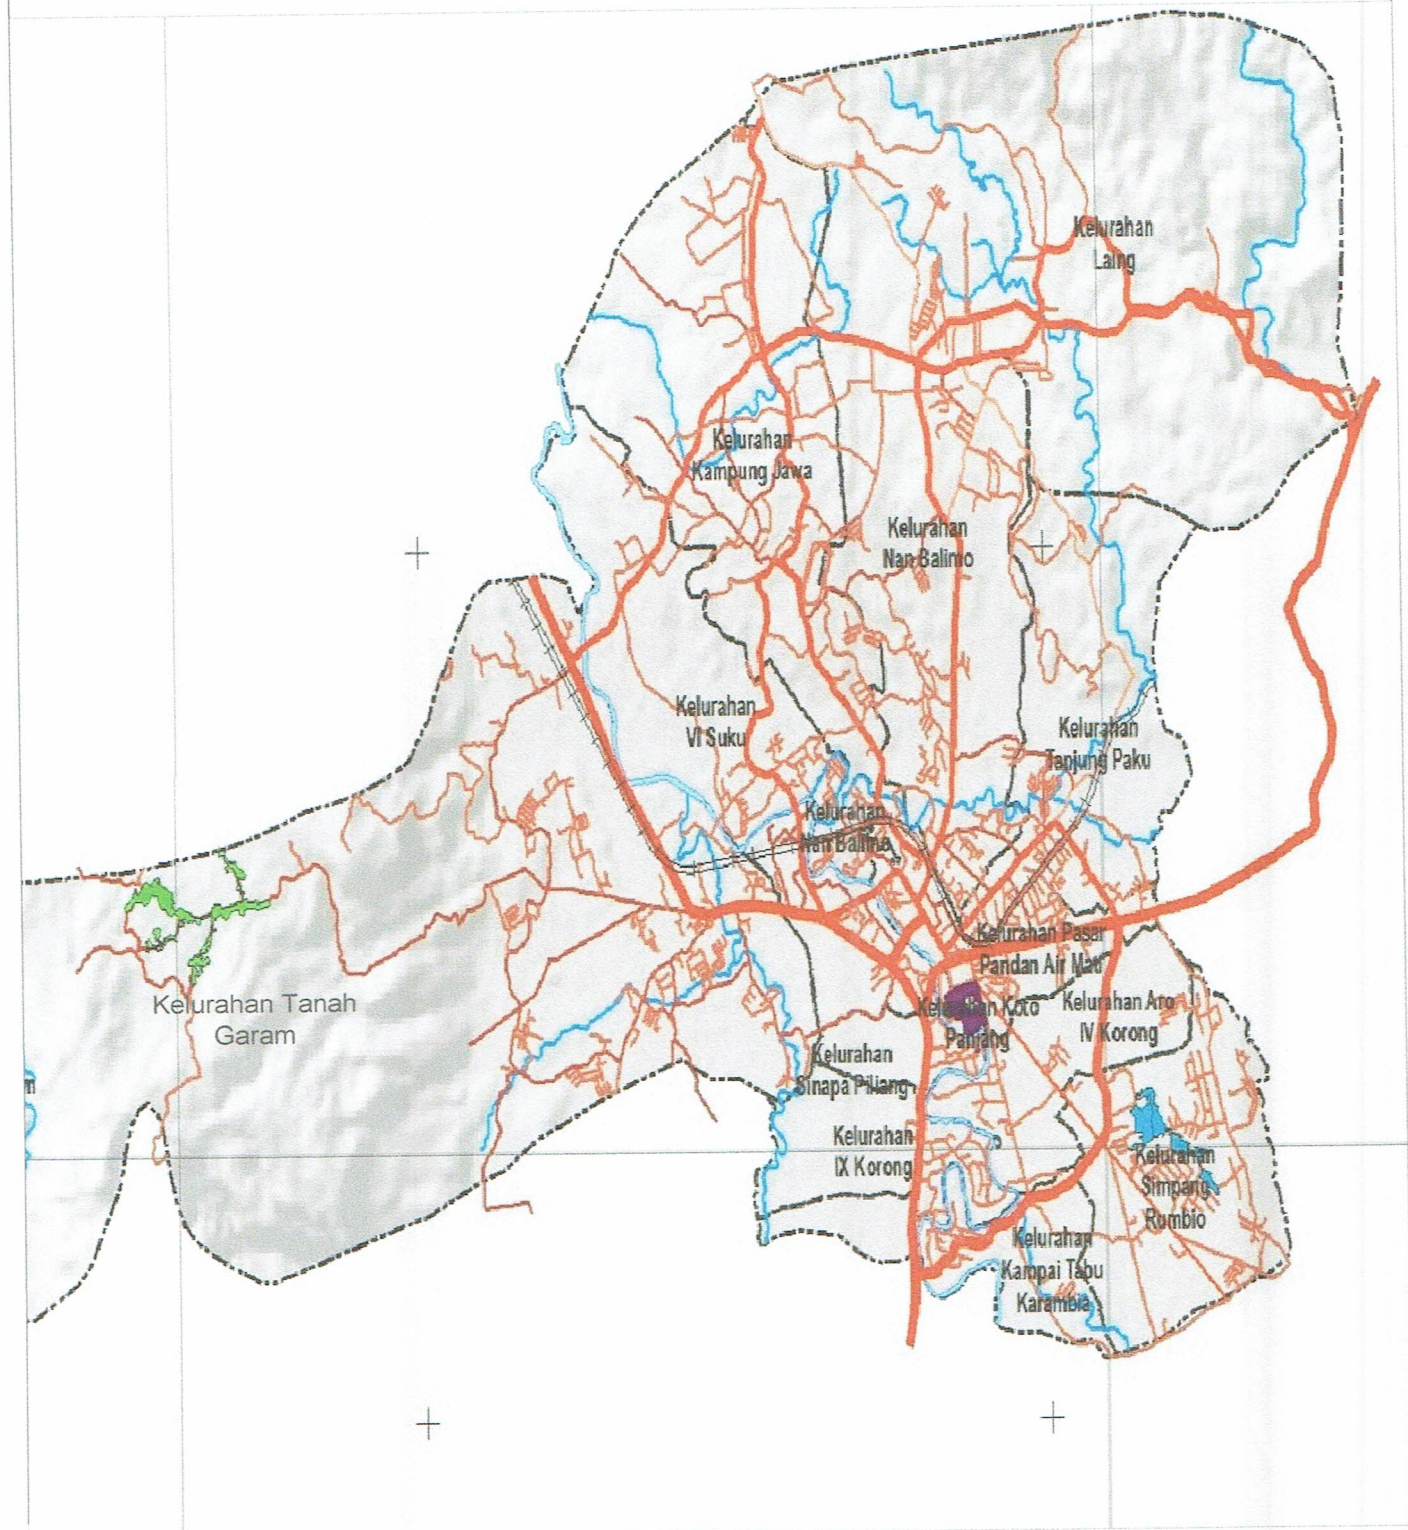 Kelurahan
Laing
Kelurahan
Kampung Jawa
Kelurahan
Nan Balimo
Kelurahan
VI Suku
Kelurahan
Tanjung Paku
Kelurahan
Nan Balimo
Kelurahan Pasar
Pandan Air Mati
Kelurahan Tanah
Garam
Kelurahan Koto
Panjang
Kelurahan Aro
IV Korong
Kelurahan
Sinapa Piliang
Kelurahan
IX Korong
Kelurahan
Simpang
Rumbio
Kelurahan
Kampai Tabu
Karambia